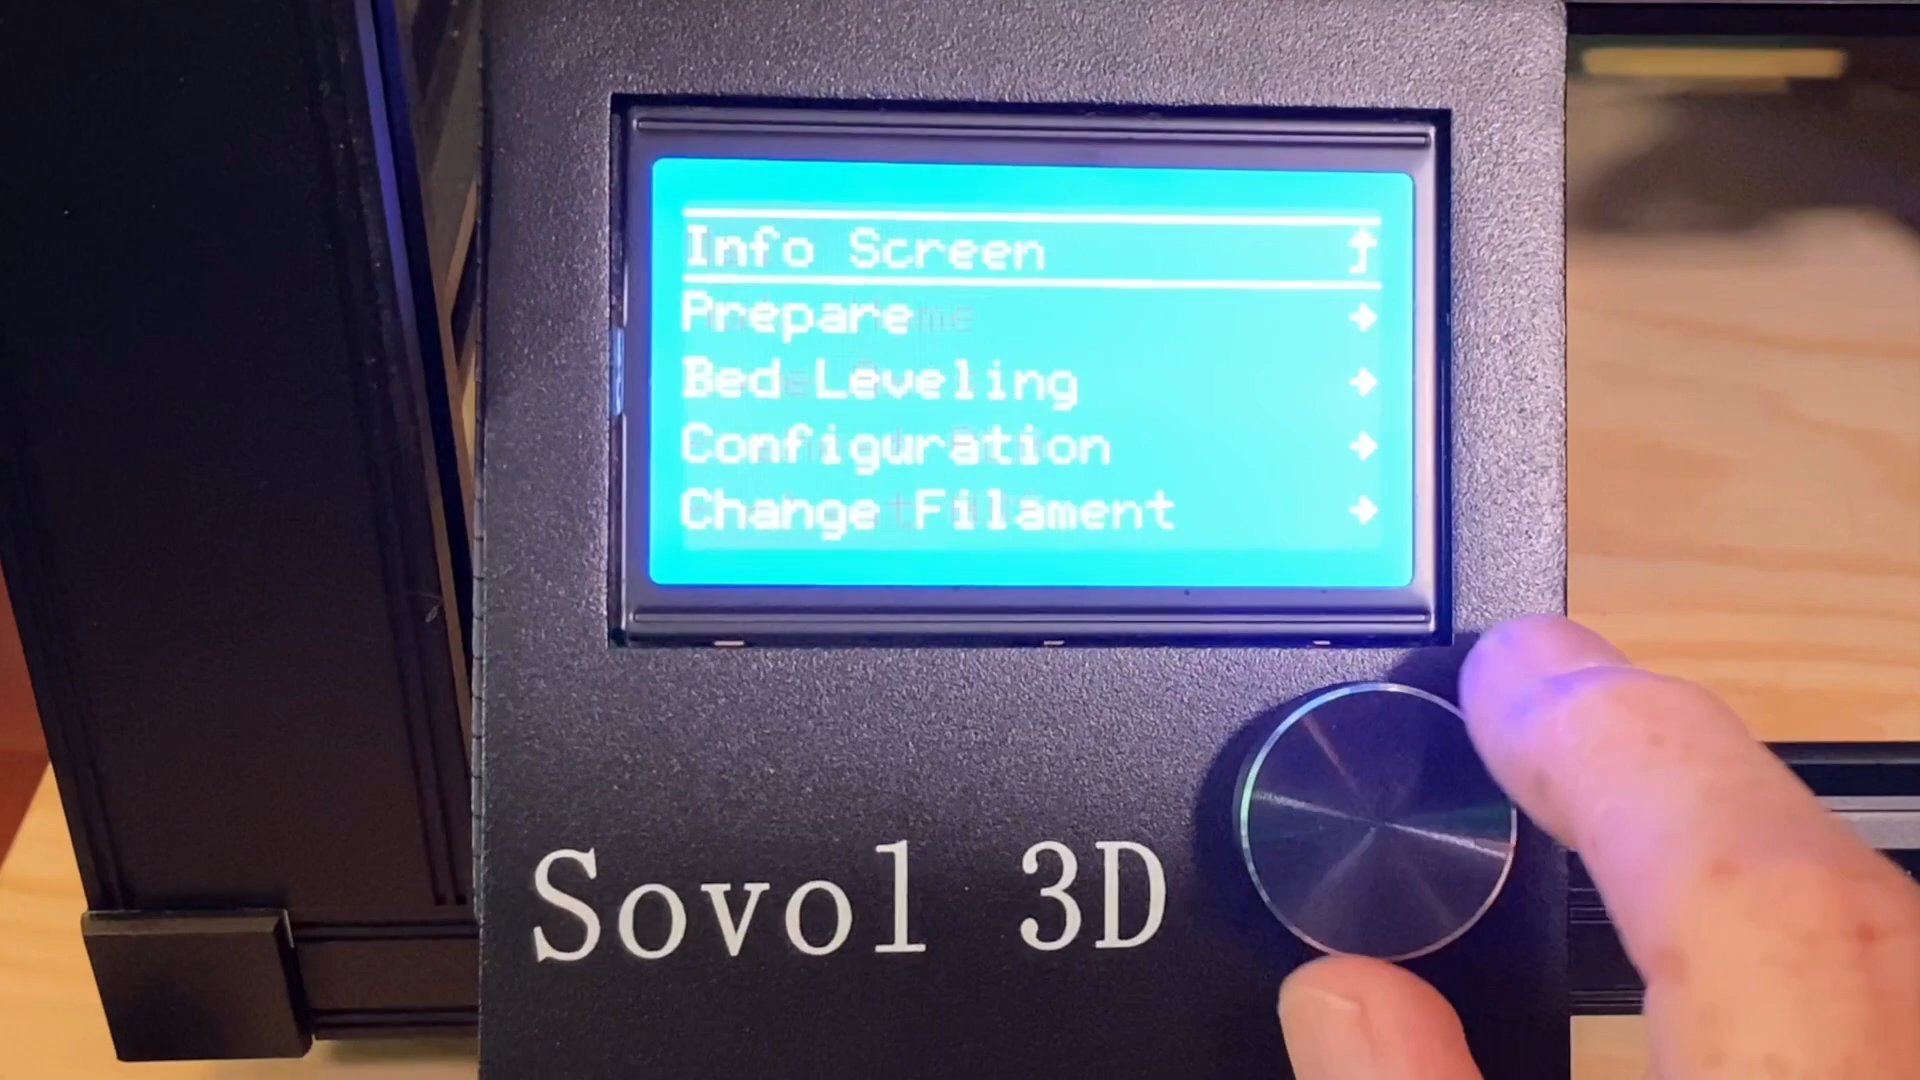 Info Screen
Prepare
Bed Leveling
Configuration
Change Filament
Sovol 3D